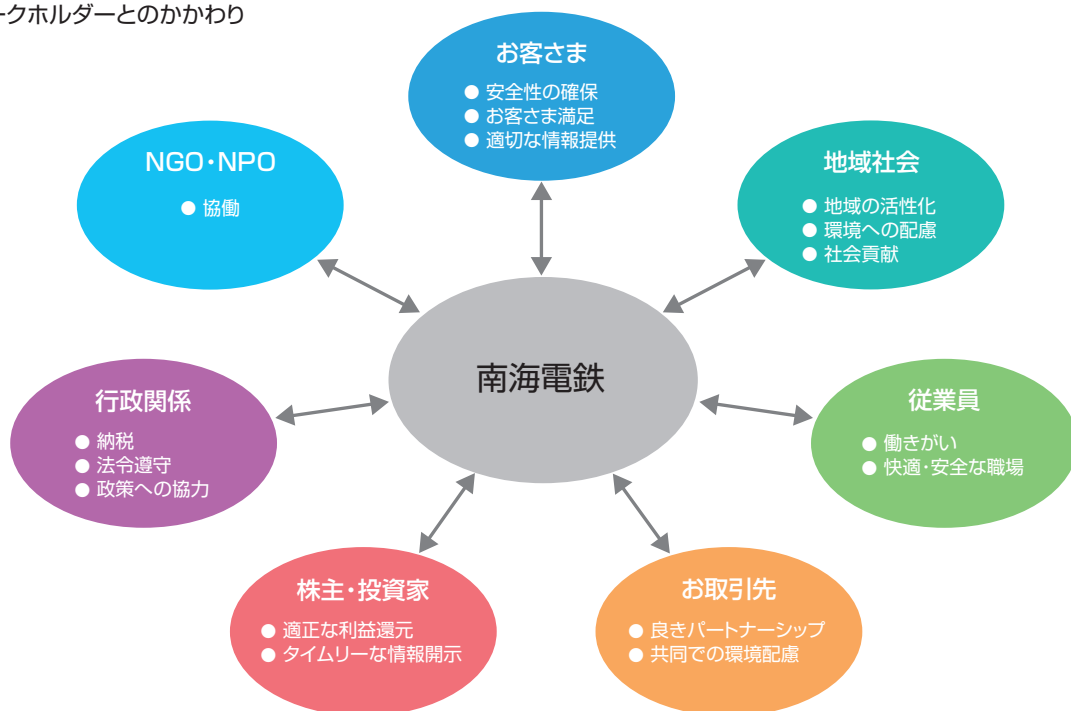 ークホルダーとのかかわり
お客さま
● 安全性の確保
● お客さま満足
● 適切な情報提供
NGO・NPO
● 協働
地域社会
● 地域の活性化
● 環境への配慮
● 社会貢献
南海電鉄
行政関係
● 納税
● 法令遵守
● 政策への協力
従業員
● 働きがい
● 快適・安全な職場
株主・投資家
● 適正な利益還元
● タイムリーな情報開示
お取引先
● 良きパートナーシップ
● 共同での環境配慮